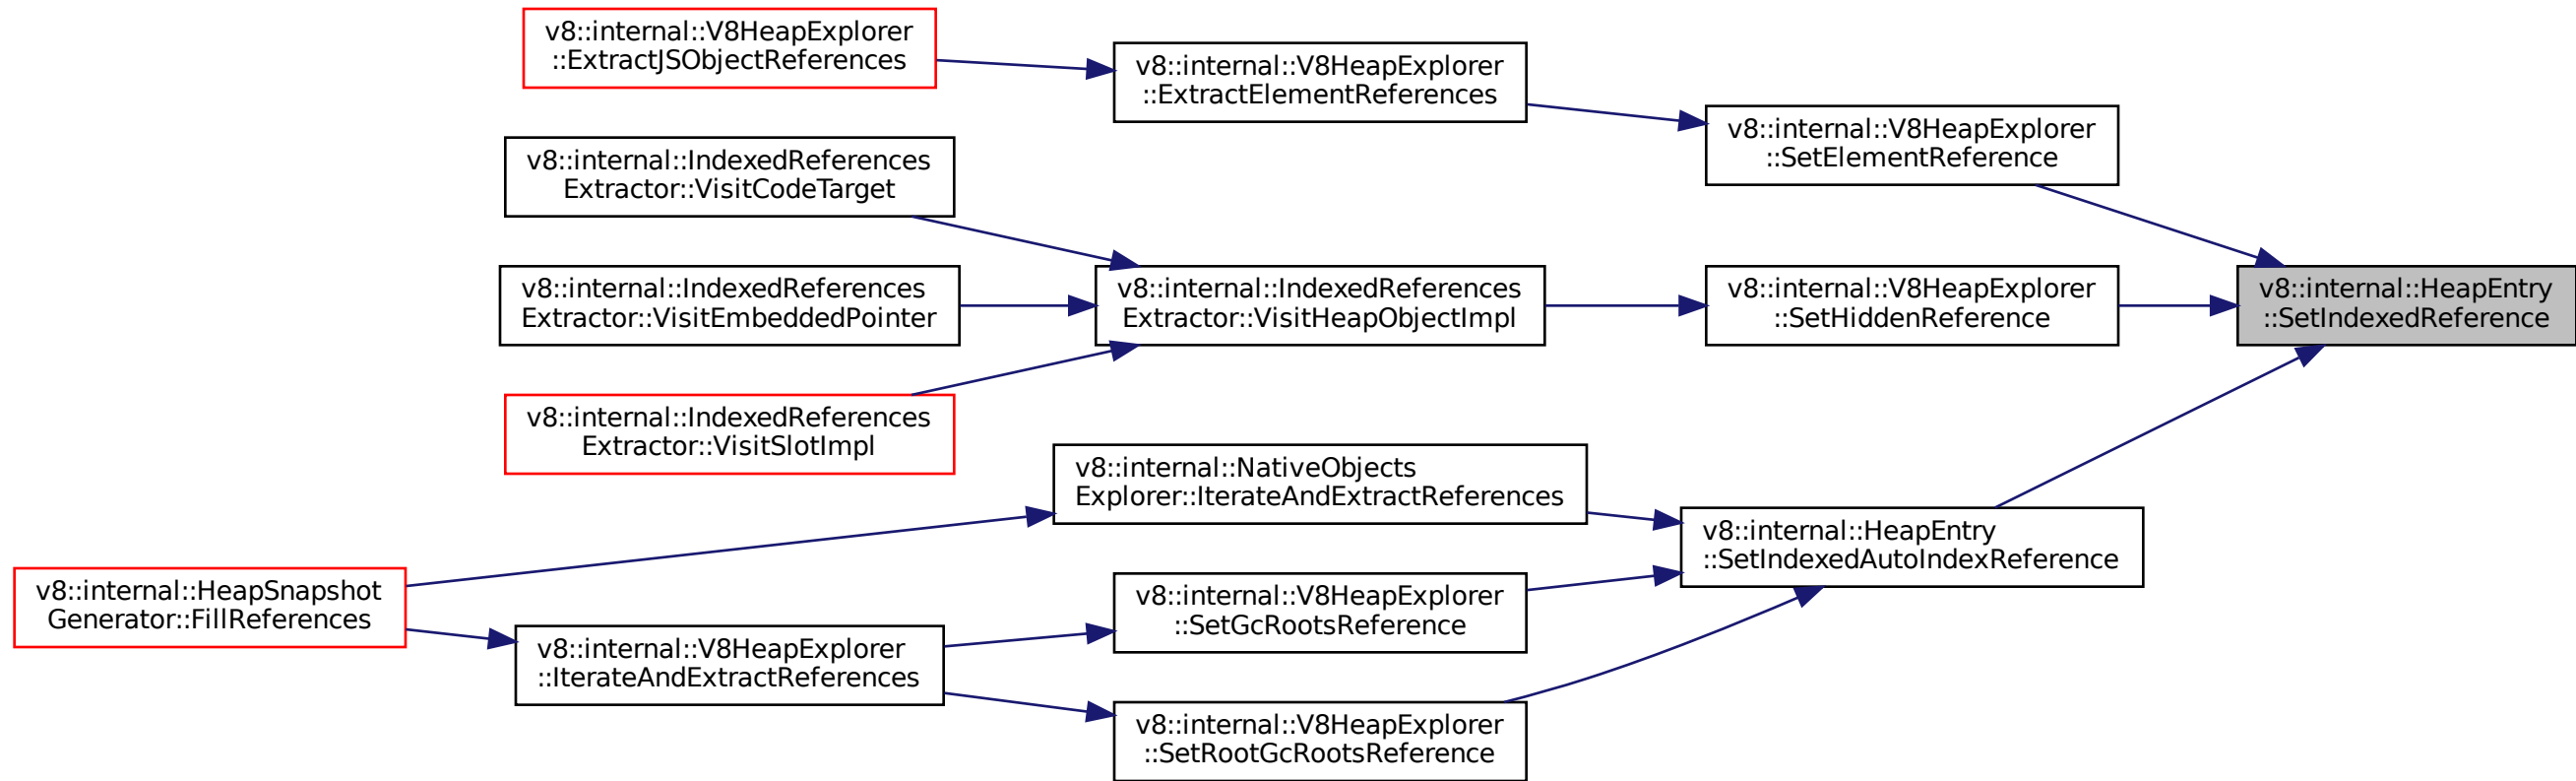 v8::internal::V8HeapExplorer
::ExtractJSObjectReferences
v8::internal::V8HeapExplorer
::ExtractElementReferences
v8::internal::V8HeapExplorer
::SetElementReference
v8::internal::IndexedReferences
Extractor::VisitCodeTarget
v8::internal::IndexedReferences
Extractor::VisitEmbeddedPointer
v8::internal::IndexedReferences
Extractor::VisitHeapObjectImpl
v8::internal::V8HeapExplorer
::SetHiddenReference
v8::internal::HeapEntry
::SetIndexedReference
v8::internal::IndexedReferences
Extractor::VisitSlotImpl
v8::internal::NativeObjects
Explorer::IterateAndExtractReferences
v8::internal::HeapEntry
::SetIndexedAutoIndexReference
v8::internal::HeapSnapshot
Generator::FillReferences
v8::internal::V8HeapExplorer
::SetGcRootsReference
v8::internal::V8HeapExplorer
::IterateAndExtractReferences
v8::internal::V8HeapExplorer
::SetRootGcRootsReference